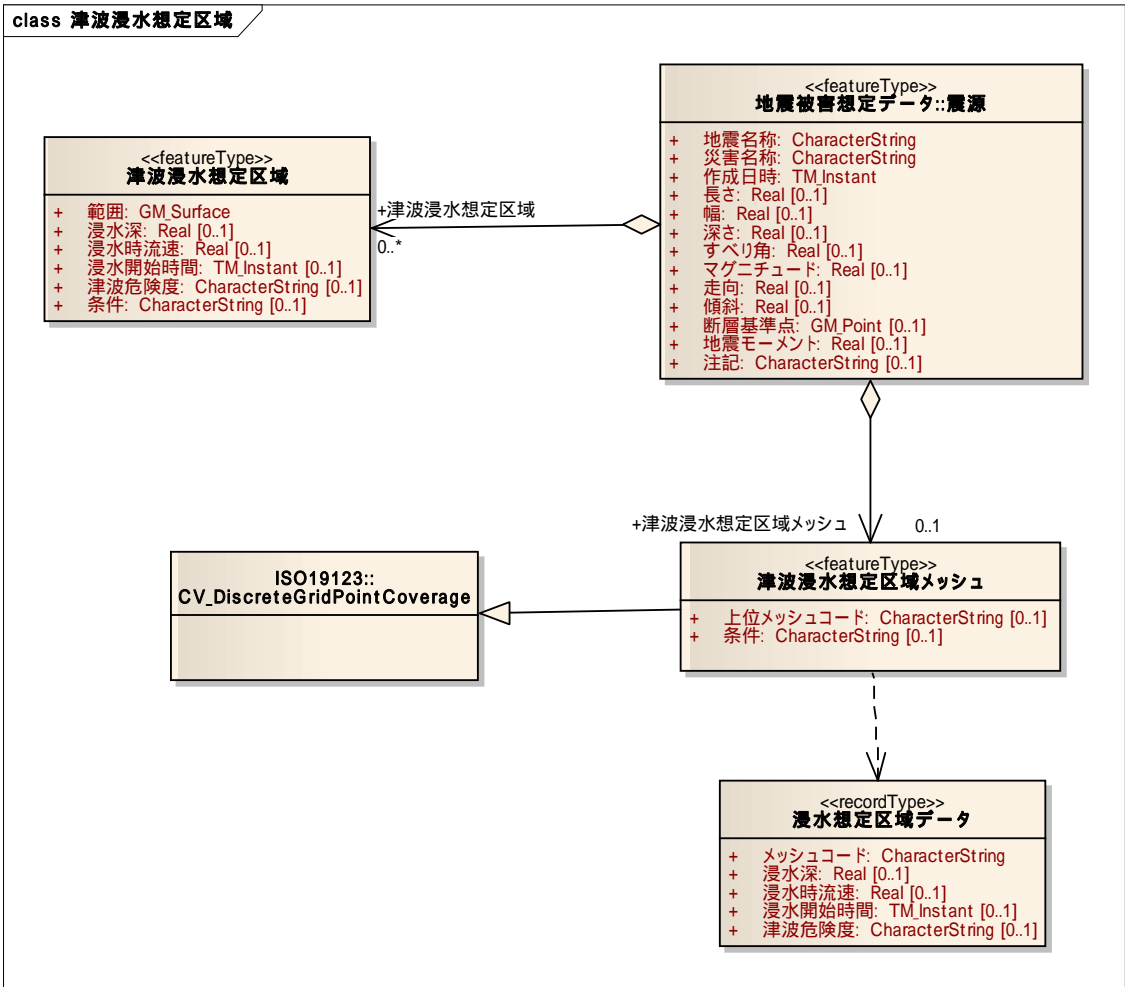 class 津波浸水想定区域
<<featureType>>
地震被害想定データ::震源
+ 地震名称: CharacterString
+ 災害名称: CharacterString
+ 作成日時: TM_Instant
+ 長さ: Real [0..1]
+ 幅: Real [0..1]
+ 深さ: Real [0..1]
+ すべり角: Real [0..1]
+ マグニチュード: Real [0..1]
+ 走向: Real [0..1]
+ 傾斜: Real [0..1]
+ 断層基準点: GM_Point [0..1]
+ 地震モーメント: Real [0..1]
+ 注記: CharacterString [0..1]
<<featureType>>
津波浸水想定区域
+ 範囲: GM_Surface
+ 浸水深: Real [0..1]
+ 浸水時流速: Real [0..1]
+ 浸水開始時間: TM_Instant [0..1]
+ 津波危険度: CharacterString [0..1]
+ 条件: CharacterString [0..1]
+津波浸水想定区域
0..*
+津波浸水想定区域メッシュ
0..1
ISO19123::
CV_DiscreteGridPointCoverage
<<featureType>>
津波浸水想定区域メッシュ
+ 上位メッシュコード: CharacterString [0..1]
+ 条件: CharacterString [0..1]
<<recordType>>
浸水想定区域データ
+ メッシュコード: CharacterString
+ 浸水深: Real [0..1]
+ 浸水時流速: Real [0..1]
+ 浸水開始時間: TM_Instant [0..1]
+ 津波危険度: CharacterString [0..1]